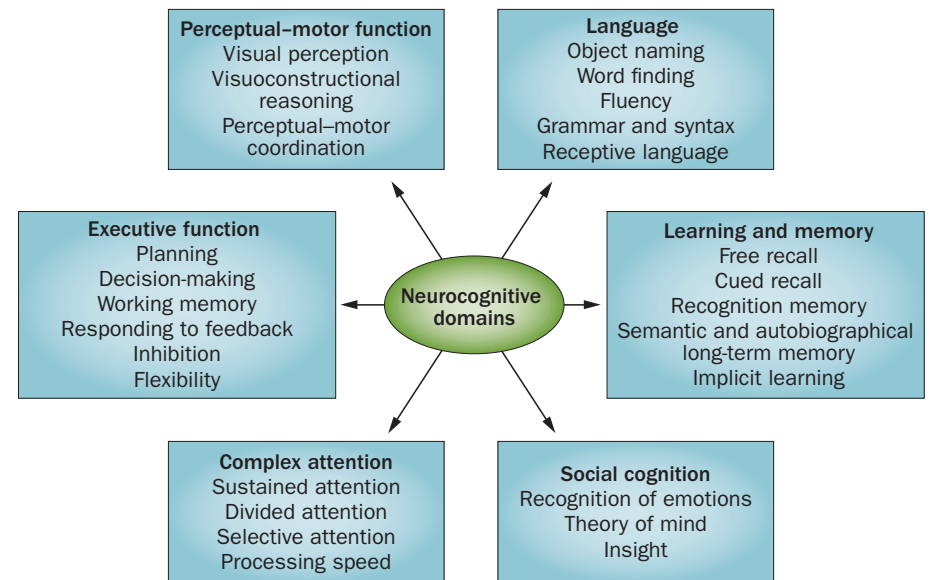 Perceptual–motor function
Visual perception
Visuoconstructional
reasoning
Perceptual–motor
coordination
Language
Object naming
Word finding
Fluency
Grammar and syntax
Receptive language
Executive function
Planning
Decision-making
Working memory
Responding to feedback
Inhibition
Flexibility
Neurocognitive
domains
Learning and memory
Free recall
Cued recall
Recognition memory
Semantic and autobiographical
long-term memory
Implicit learning
Complex attention
Sustained attention
Divided attention
Selective attention
Processing speed
Social cognition
Recognition of emotions
Theory of mind
Insight